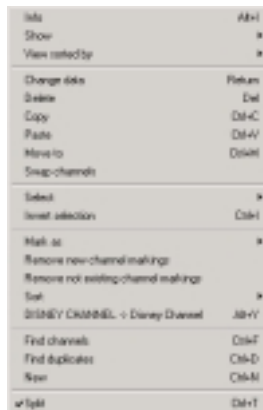 Info Alt+I
Show
View sorted by
Change data Return
Delete Del
Copy Ctrl+C
Paste Ctrl+V
Move to Ctrl+M
Swap channels
Select
Invert selection Ctrl+I
Mark as
Remove new channel markings
Remove not existing channel markings
Sort
DISNEY CHANNEL -> Disney Channel Alt+Y
Find channels Ctrl+F
Find duplicates Ctrl+D
New Ctrl+N
Split Ctrl+T